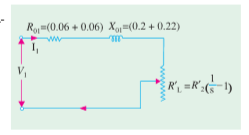 R₀₁=(0.06 + 0.06) X₀₁=(0.2 + 0.22)
I₁
V₁
R'L =R'₂(1/s -1)